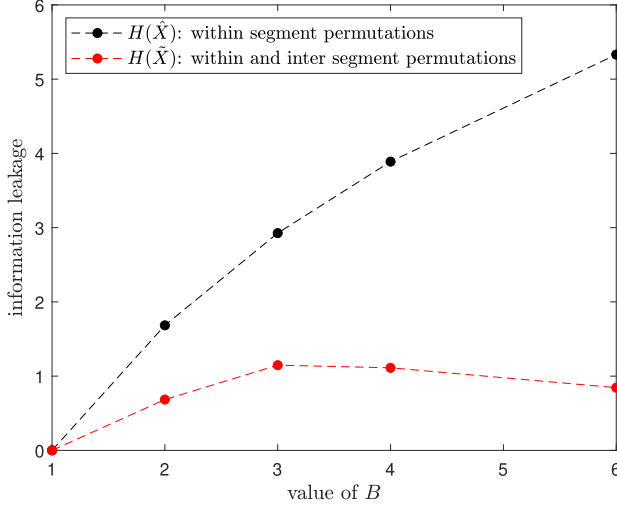 6
5
4
3
2
1
0
information leakage
H(X̂): within segment permutations
H(X̃): within and inter segment permutations
1 2 3 4 5 6
value of B